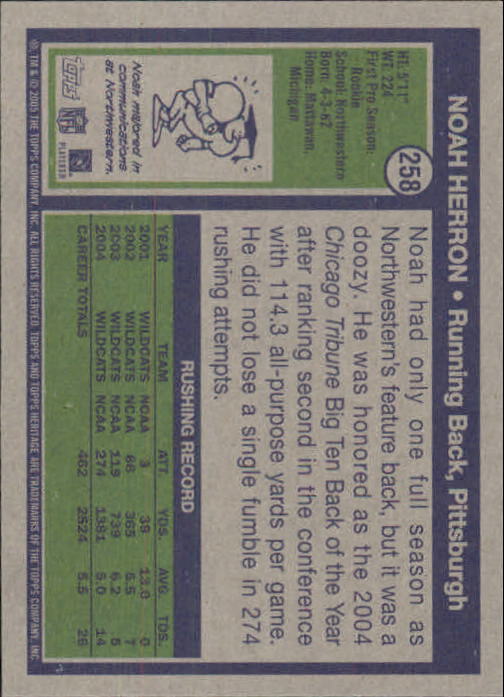 NOAH HERRON • Running Back, Pittsburgh
258
HT: 5'11"
WT: 224
First Pro Season:
Rookie
School: Northwestern
Born: 4-3-82
Home: Mattawan,
Michigan
Noah majored in
communications
at Northwestern.
Topps
NFL
PLAYERS
Noah had only one full season as
Northwestern's feature back, but it was a
doozy. He was honored as the 2004
Chicago Tribune Big Ten Back of the Year
after ranking second in the conference
with 114.3 all-purpose yards per game.
He did not lose a single fumble in 274
rushing attempts.
RUSHING RECORD
YEAR TEAM ATT. YDS. AVG. TDS.
2001 WILDCATS NCAA 3 39 13.0 0
2002 WILDCATS NCAA 66 365 5.5 7
2003 WILDCATS NCAA 119 739 6.2 5
2004 WILDCATS NCAA 274 1381 5.0 14
CAREER TOTALS 462 2524 5.5 26
®, TM & © 2005 THE TOPPS COMPANY, INC. ALL RIGHTS RESERVED. TOPPS AND TOPPS HERITAGE ARE TRADEMARKS OF THE TOPPS COMPANY, INC.